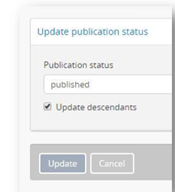 Update publication status
Publication status
published
Update descendants
Update
Cancel